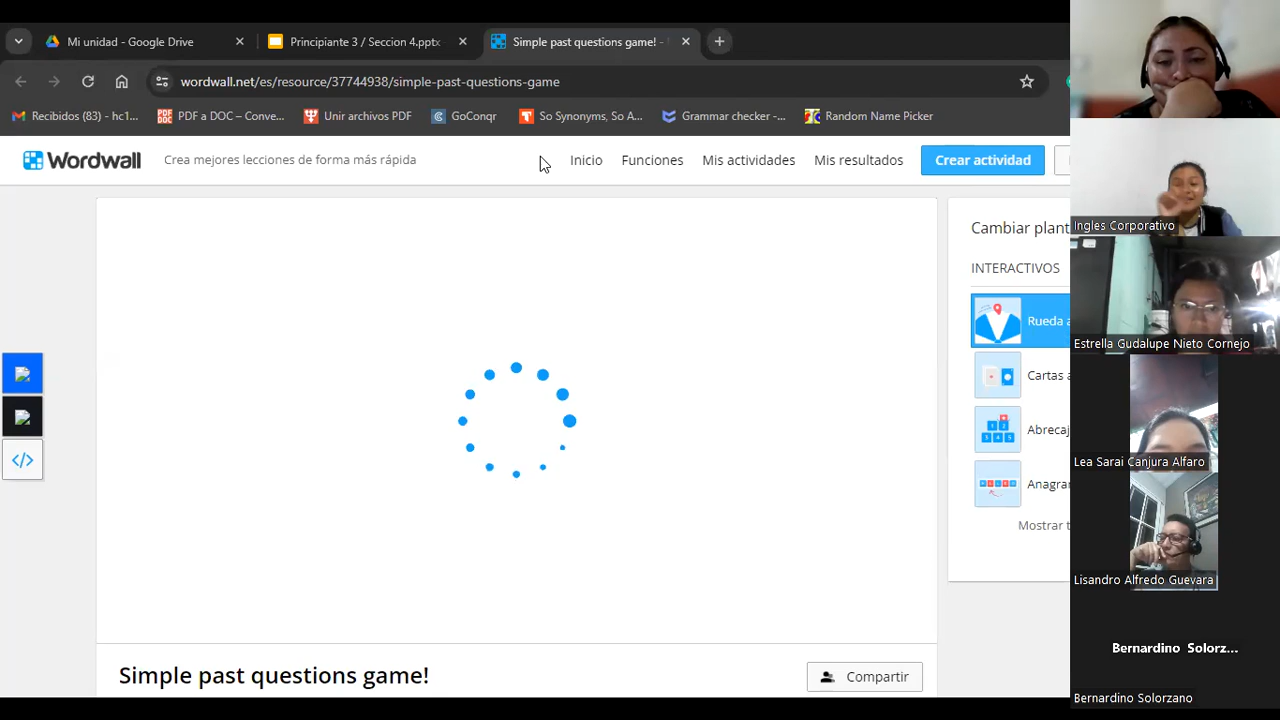 Mi unidad - Google Drive
Principiante 3 / Seccion 4.pptx
Simple past questions game! -
wordwall.net/es/resource/37744938/simple-past-questions-game
Recibidos (83) - hc1...
PDF a DOC – Conve...
Unir archivos PDF
GoConqr
So Synonyms, So A...
Grammar checker -...
Random Name Picker
Wordwall
Crea mejores lecciones de forma más rápida
Inicio
Funciones
Mis actividades
Mis resultados
Crear actividad
Cambiar plant
INTERACTIVOS
Rueda a
Cartas a
Abrecaj
Anagra
Mostrar t
Simple past questions game!
Compartir
Ingles Corporativo
Estrella Gudalupe Nieto Cornejo
Lea Sarai Canjura Alfaro
Lisandro Alfredo Guevara
Bernardino Solorz...
Bernardino Solorzano